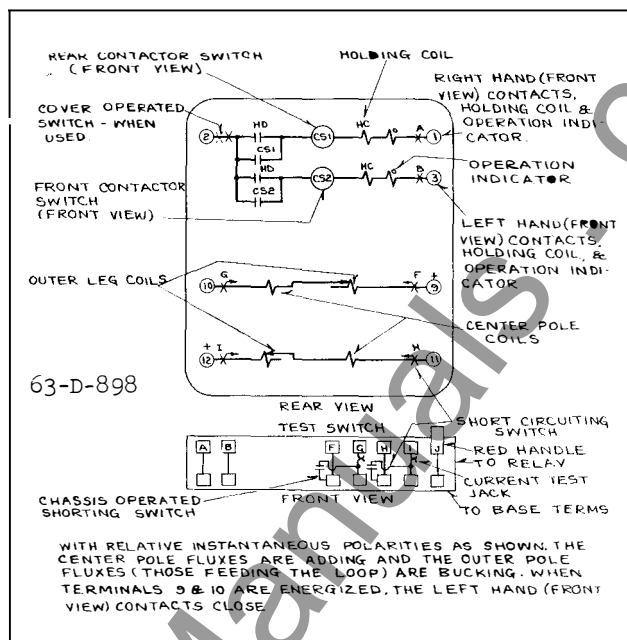 REAR CONTACTOR SWITCH
(FRONT VIEW)
HOLDING COIL
RIGHT HAND (FRONT
VIEW) CONTACTS,
HOLDING COIL &
OPERATION INDI-
CATOR.
COVER OPERATED
SWITCH - WHEN
USED.
HD
CS1
HC
A
2
CS1
1
HD
CS2
HC
B
CS2
3
OPERATION
INDICATOR
FRONT CONTACTOR
SWITCH
(FRONT VIEW)
LEFT HAND (FRONT
VIEW) CONTACTS,
HOLDING COIL, &
OPERATION INDI-
CATOR
OUTER LEG COILS
G
F +
10
9
CENTER POLE
COILS
+ I
H
12
11
63-D-898
REAR VIEW
TEST SWITCH
SHORT CIRCUITING
SWITCH
A B F G H I J
RED HANDLE
TO RELAY
CURRENT TEST
JACK
CHASSIS OPERATED
SHORTING SWITCH
FRONT VIEW
TO BASE TERMS
WITH RELATIVE INSTANTANEOUS POLARITIES AS SHOWN. THE
CENTER POLE FLUXES ARE ADDING AND THE OUTER POLE
FLUXES (THOSE FEEDING THE LOOP) ARE BUCKING. WHEN
TERMINALS 9 & 10 ARE ENERGIZED, THE LEFT HAND (FRONT
VIEW) CONTACTS CLOSE
Manuals.